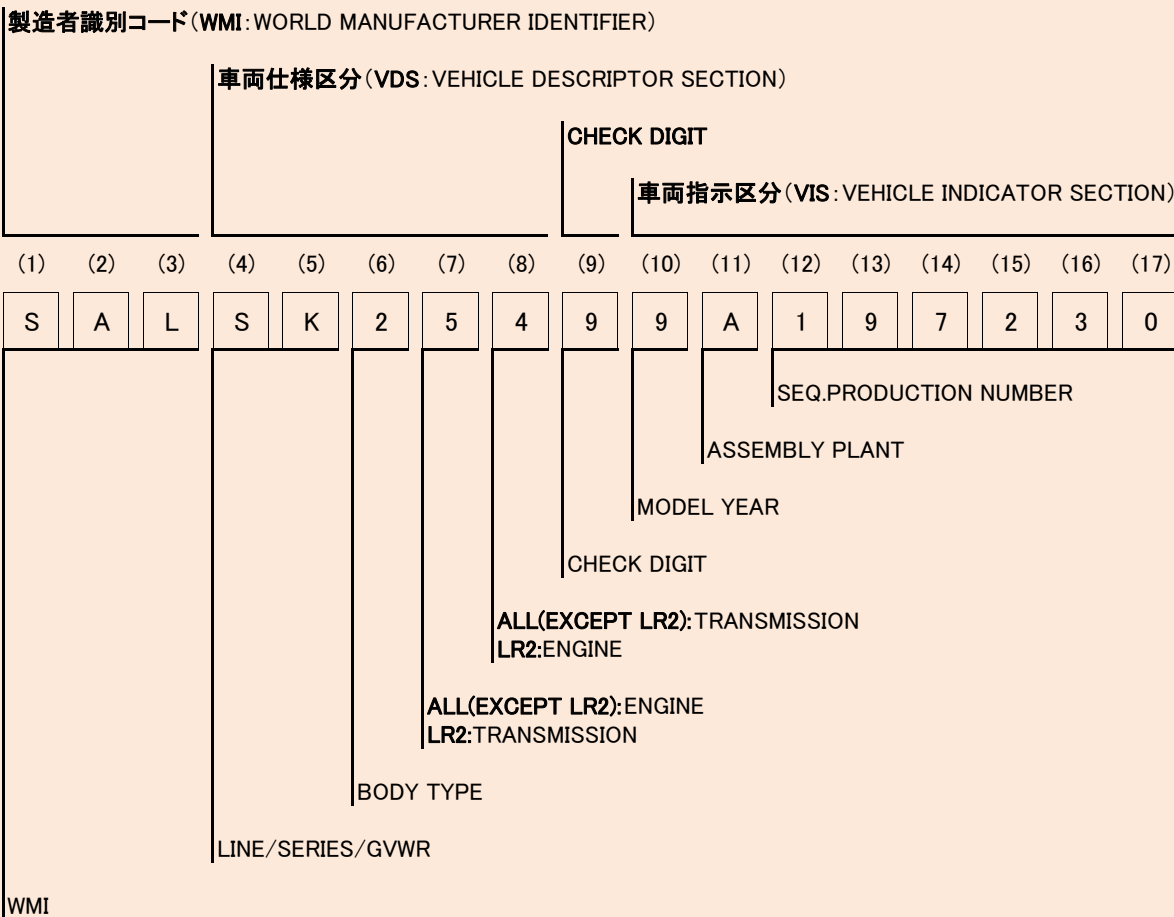 製造者識別コード(WMI:WORLD MANUFACTURER IDENTIFIER)
車両仕様区分(VDS:VEHICLE DESCRIPTOR SECTION)
CHECK DIGIT
車両指示区分(VIS:VEHICLE INDICATOR SECTION)
(1) (2) (3) (4) (5) (6) (7) (8) (9) (10) (11) (12) (13) (14) (15) (16) (17)
S A L S K 2 5 4 9 9 A 1 9 7 2 3 0
SEQ.PRODUCTION NUMBER
ASSEMBLY PLANT
MODEL YEAR
CHECK DIGIT
ALL(EXCEPT LR2):TRANSMISSION
LR2:ENGINE
ALL(EXCEPT LR2):ENGINE
LR2:TRANSMISSION
BODY TYPE
LINE/SERIES/GVWR
WMI